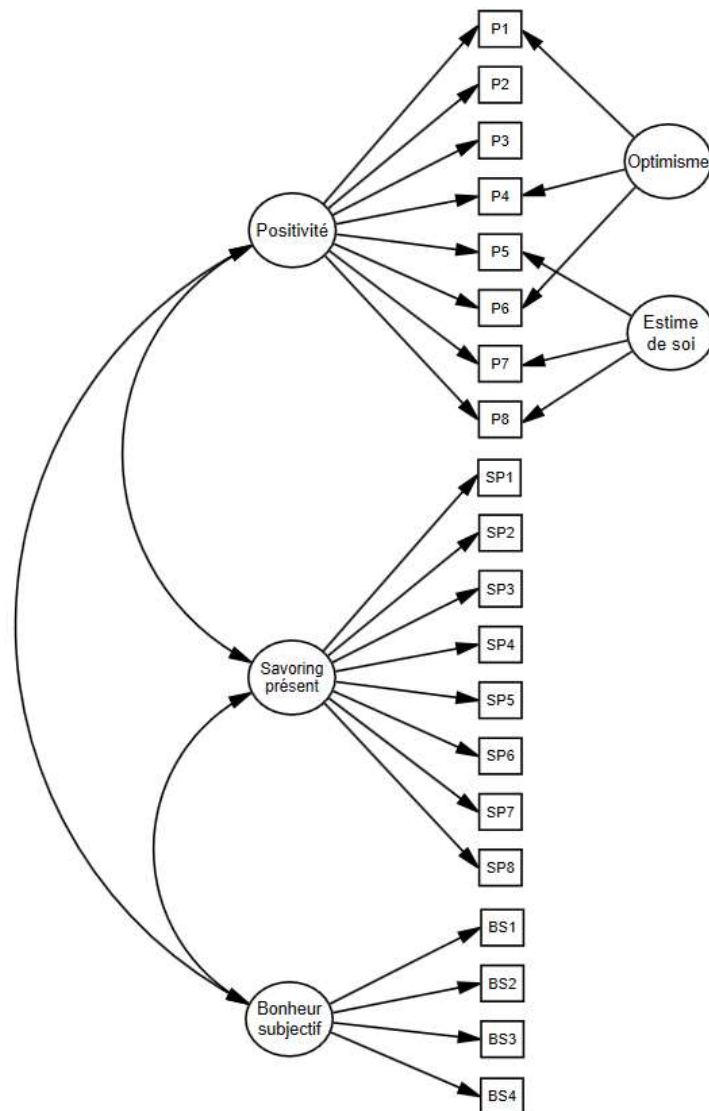 P1
P2
P3
Optimisme
P4
Positivité
P5
P6
Estime
de soi
P7
P8
SP1
SP2
SP3
SP4
Savoring
présent
SP5
SP6
SP7
SP8
BS1
BS2
Bonheur
subjectif
BS3
BS4